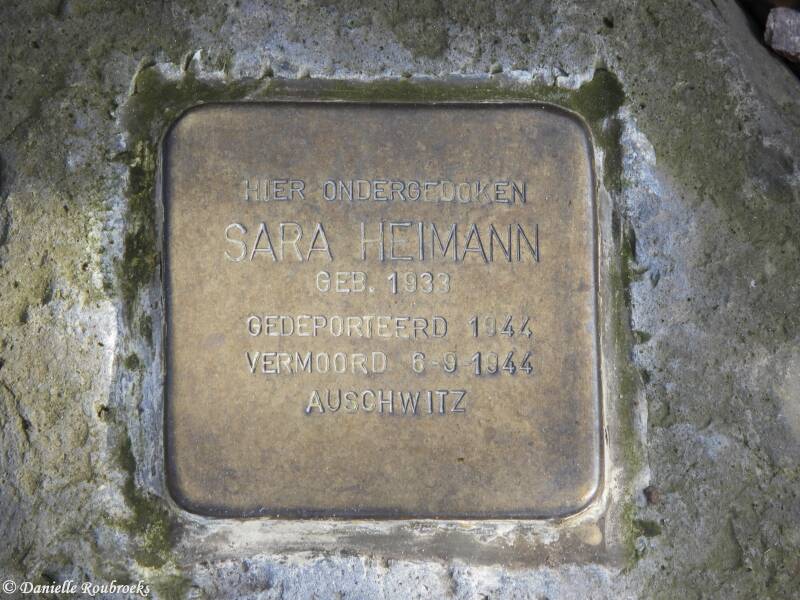 HIER ONDERGEDOKEN
SARA HEIMANN
GEB. 1933
GEDEPORTEERD 1944
VERMOORD 6-9-1944
AUSCHWITZ
© Danielle Roubroeks